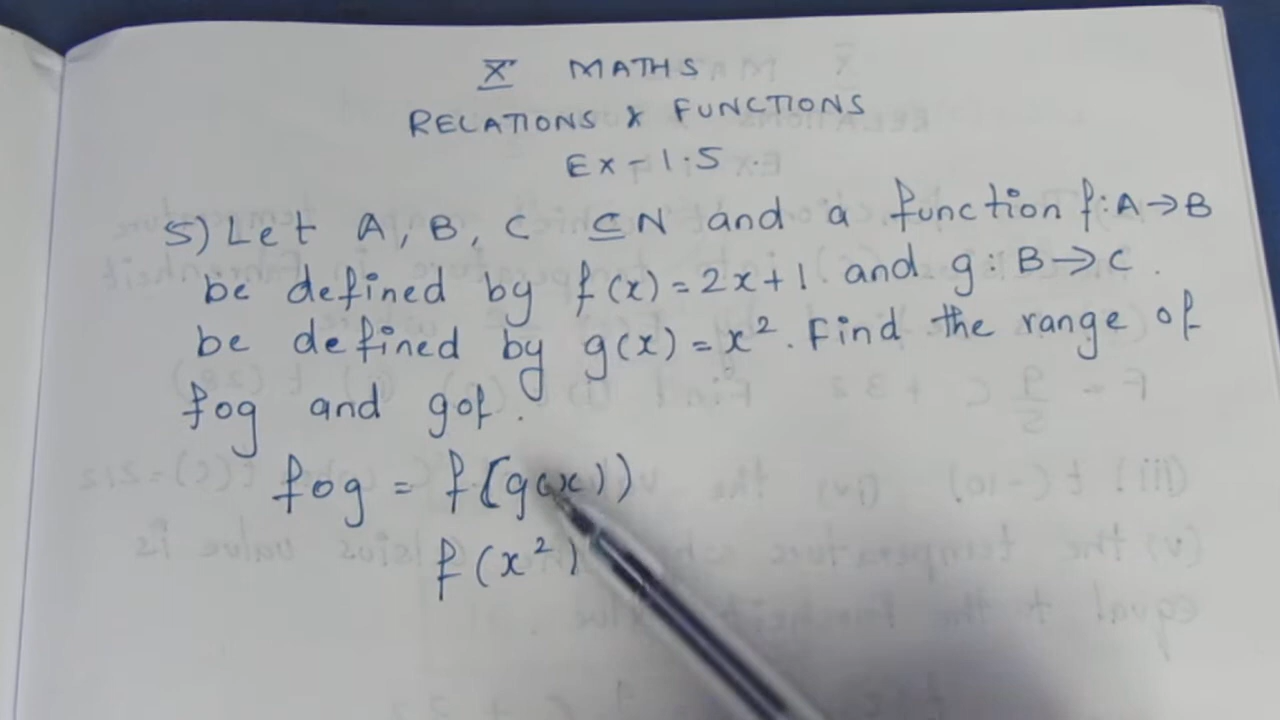 X MATHS
RELATIONS & FUNCTIONS
Ex-1.5.
5) Let A, B, C ⊆ N and a function f: A→B
be defined by f(x) = 2x+1 and g: B→C.
be defined by g(x) = x². Find the range of
fog and gof.
fog = f(g(x))
f(x²)